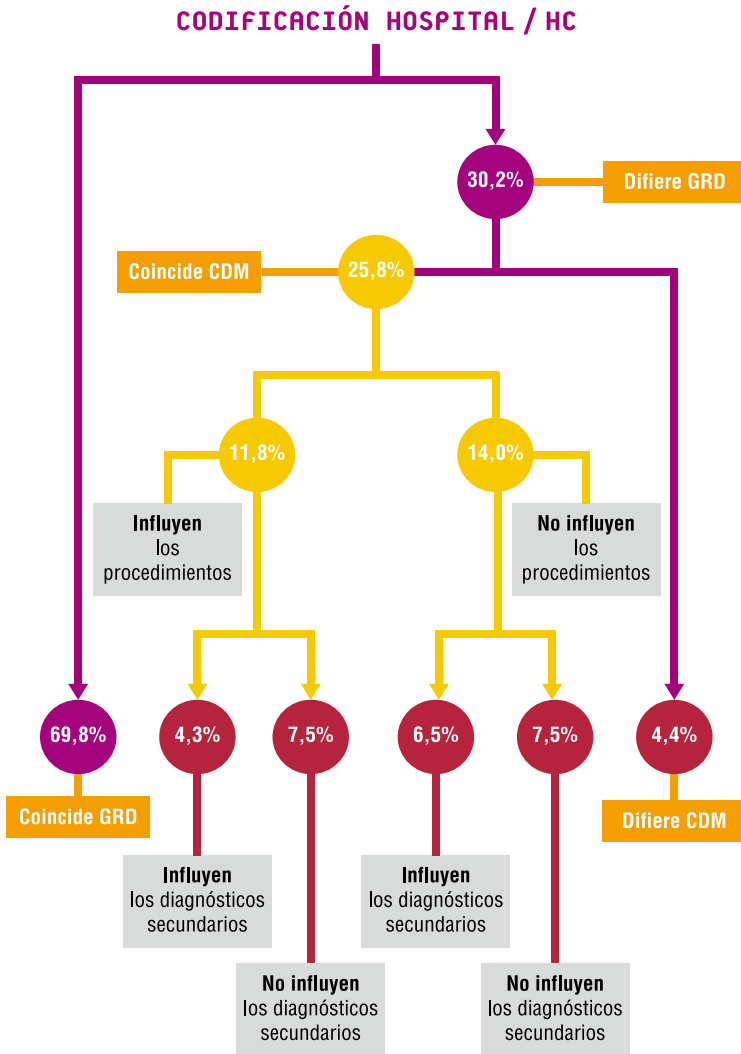 CODIFICACIÓN HOSPITAL / HC
30,2%
Difiere GRD
Coincide CDM
25,8%
11,8%
14,0%
Influyen
los
procedimientos
No influyen
los
procedimientos
69,8%
4,3%
7,5%
6,5%
7,5%
4,4%
Coincide GRD
Difiere CDM
Influyen
los diagnósticos
secundarios
Influyen
los diagnósticos
secundarios
No influyen
los diagnósticos
secundarios
No influyen
los diagnósticos
secundarios